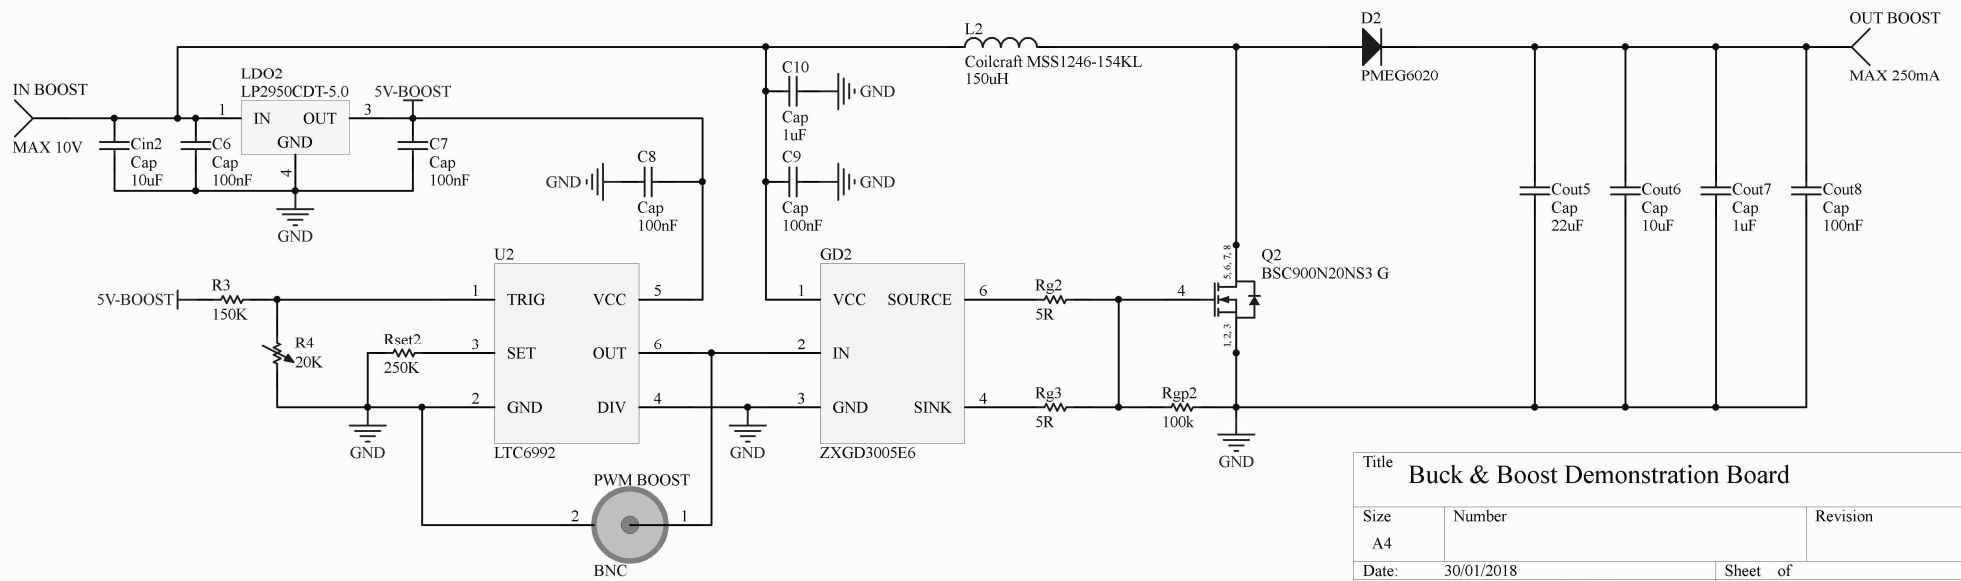 IN BOOST
MAX 10V
LDO2
LP2950CDT-5.0
1
IN
OUT
3
GND
4
GND
Cin2
Cap
10uF
C6
Cap
100nF
5V-BOOST
C7
Cap
100nF
C8
Cap
100nF
GND
C10
Cap
1uF
GND
C9
Cap
100nF
GND
L2
Coilcraft MSS1246-154KL
150uH
D2
PMEG6020
OUT BOOST
MAX 250mA
Cout5
Cap
22uF
Cout6
Cap
10uF
Cout7
Cap
1uF
Cout8
Cap
100nF
5V-BOOST
R3
150K
R4
20K
Rset2
250K
GND
U2
1
TRIG
VCC
5
3
SET
OUT
6
2
GND
DIV
4
LTC6992
GND
PWM BOOST
2
1
BNC
GD2
1
VCC
SOURCE
6
2
IN
3
GND
SINK
4
ZXGD3005E6
Rg2
5R
Rg3
5R
Rgp2
100k
4
5, 6, 7, 8
1, 2, 3
Q2
BSC900N20NS3 G
GND
Title
Buck & Boost Demonstration Board
Size
A4
Number
Revision
Date:
30/01/2018
Sheet of